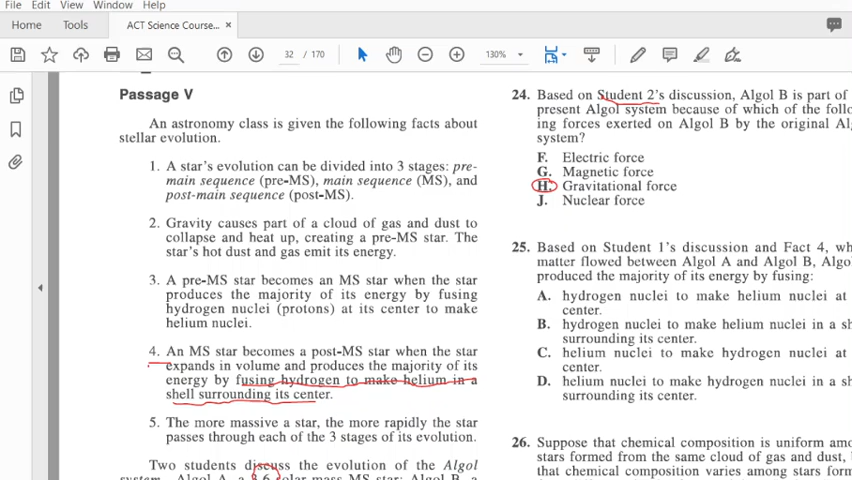 File Edit View Window Help
Home Tools ACT Science Course... ×
32 / 170 130%
Passage V
An astronomy class is given the following facts about
stellar evolution.
1. A star's evolution can be divided into 3 stages: pre-
main sequence (pre-MS), main sequence (MS), and
post-main sequence (post-MS).
2. Gravity causes part of a cloud of gas and dust to
collapse and heat up, creating a pre-MS star. The
star's hot dust and gas emit its energy.
3. A pre-MS star becomes an MS star when the star
produces the majority of its energy by fusing
hydrogen nuclei (protons) at its center to make
helium nuclei.
4. An MS star becomes a post-MS star when the star
expands in volume and produces the majority of its
energy by fusing hydrogen to make helium in a
shell surrounding its center.
5. The more massive a star, the more rapidly the star
passes through each of the 3 stages of its evolution.
Two students discuss the evolution of the Algol
system. Algol A, a 3.6 solar-mass MS star; Algol B, a
24. Based on Student 2's discussion, Algol B is part of
present Algol system because of which of the follo
ing forces exerted on Algol B by the original Al
system?
F. Electric force
G. Magnetic force
H. Gravitational force
J. Nuclear force
25. Based on Student 1's discussion and Fact 4, wh
matter flowed between Algol A and Algol B, Algo
produced the majority of its energy by fusing:
A. hydrogen nuclei to make helium nuclei at
center.
B. hydrogen nuclei to make helium nuclei in a sh
surrounding its center.
C. helium nuclei to make hydrogen nuclei at
center.
D. helium nuclei to make hydrogen nuclei in a sh
surrounding its center.
26. Suppose that chemical composition is uniform amo
stars formed from the same cloud of gas and dust, b
that chemical composition varies among stars form